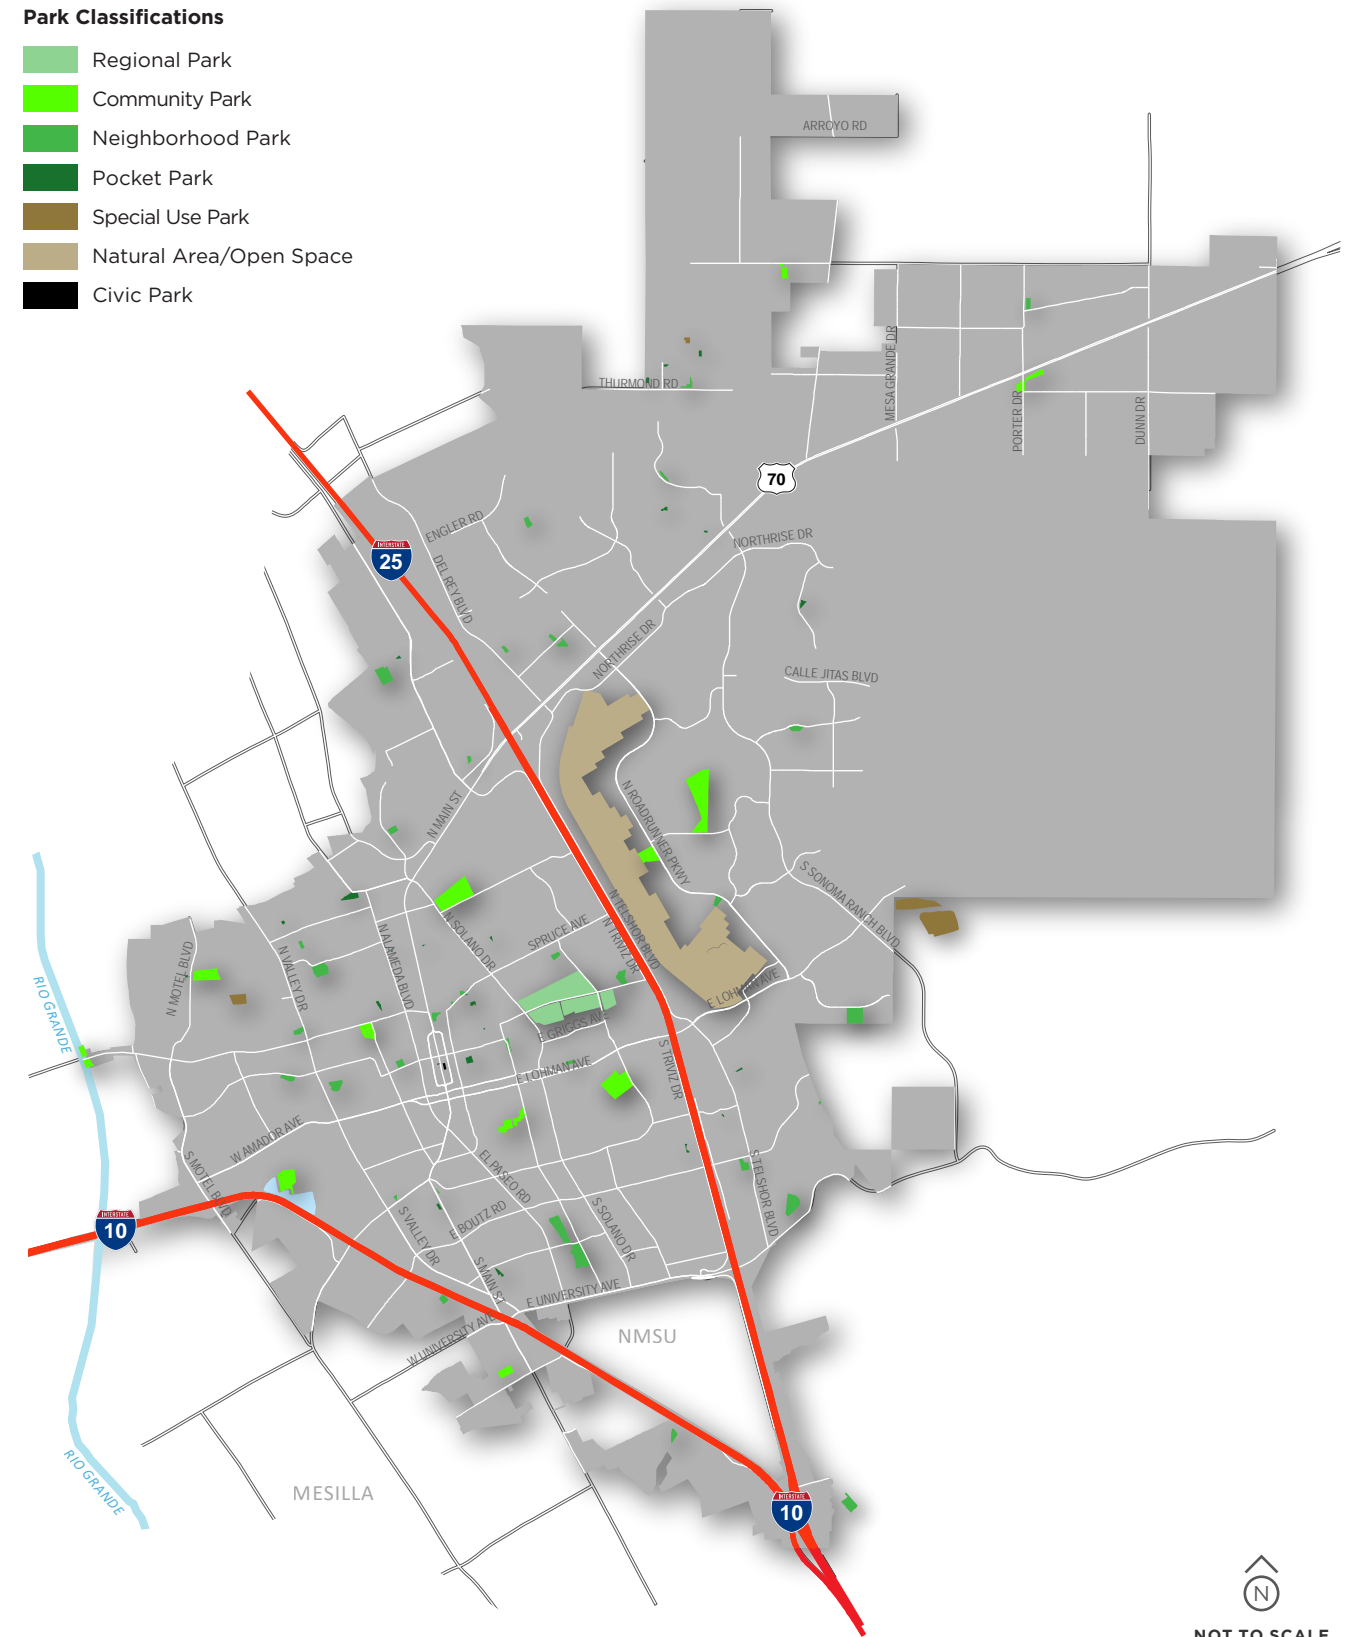 Park Classifications
Regional Park
Community Park
Neighborhood Park
Pocket Park
Special Use Park
Natural Area/Open Space
Civic Park
ARROYO RD
MESA GRANDE DR
THURMOND RD
PORTER DR
DUNN DR
70
ENGLER RD
NORTHRISE DR
INTERSTATE
25
DEL REY BLVD
NORTHRISE DR
CALLE JITAS BLVD
N MAIN ST
N ROADRUNNER PKWY
S SONOMA RANCH BLVD
N TELSHOR BLVD
N TRIVIZ DR
SPRUCE AVE
N SOLANO DR
N ALAMEDA BLVD
N VALLEY DR
N MOTEL BLVD
RIO GRANDE
E LOHMAN AVE
E GRIGGS AVE
E LOHMAN AVE
S TRIVIZ DR
W AMADOR AVE
S MOTEL BLVD
EL PASEO RD
S TELSHOR BLVD
S VALLEY DR
E BOUTZ RD
S SOLANO DR
INTERSTATE
10
S MAIN ST
E UNIVERSITY AVE
W UNIVERSITY AVE
NMSU
RIO GRANDE
MESILLA
INTERSTATE
10
N
NOT TO SCALE